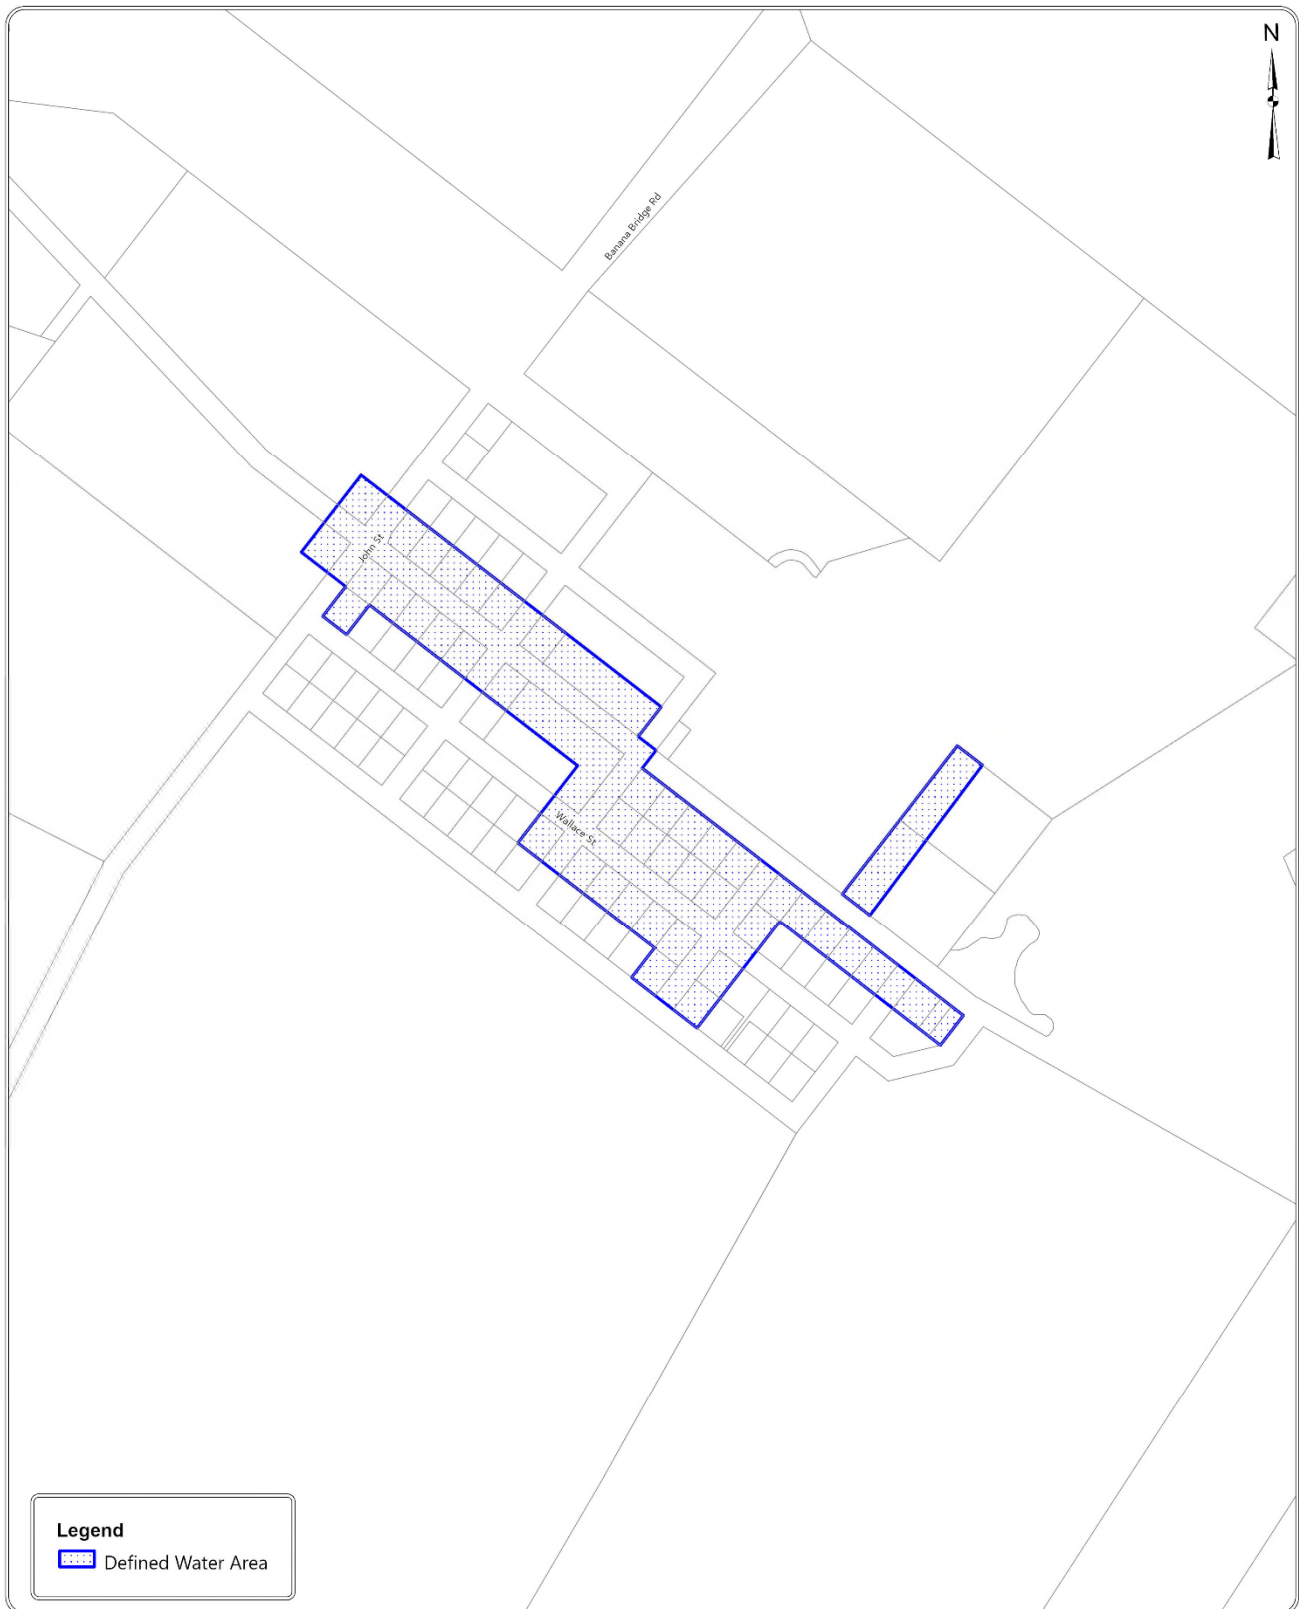 N
Banana Bridge Rd
John St
Wallace St
Legend
Defined Water Area